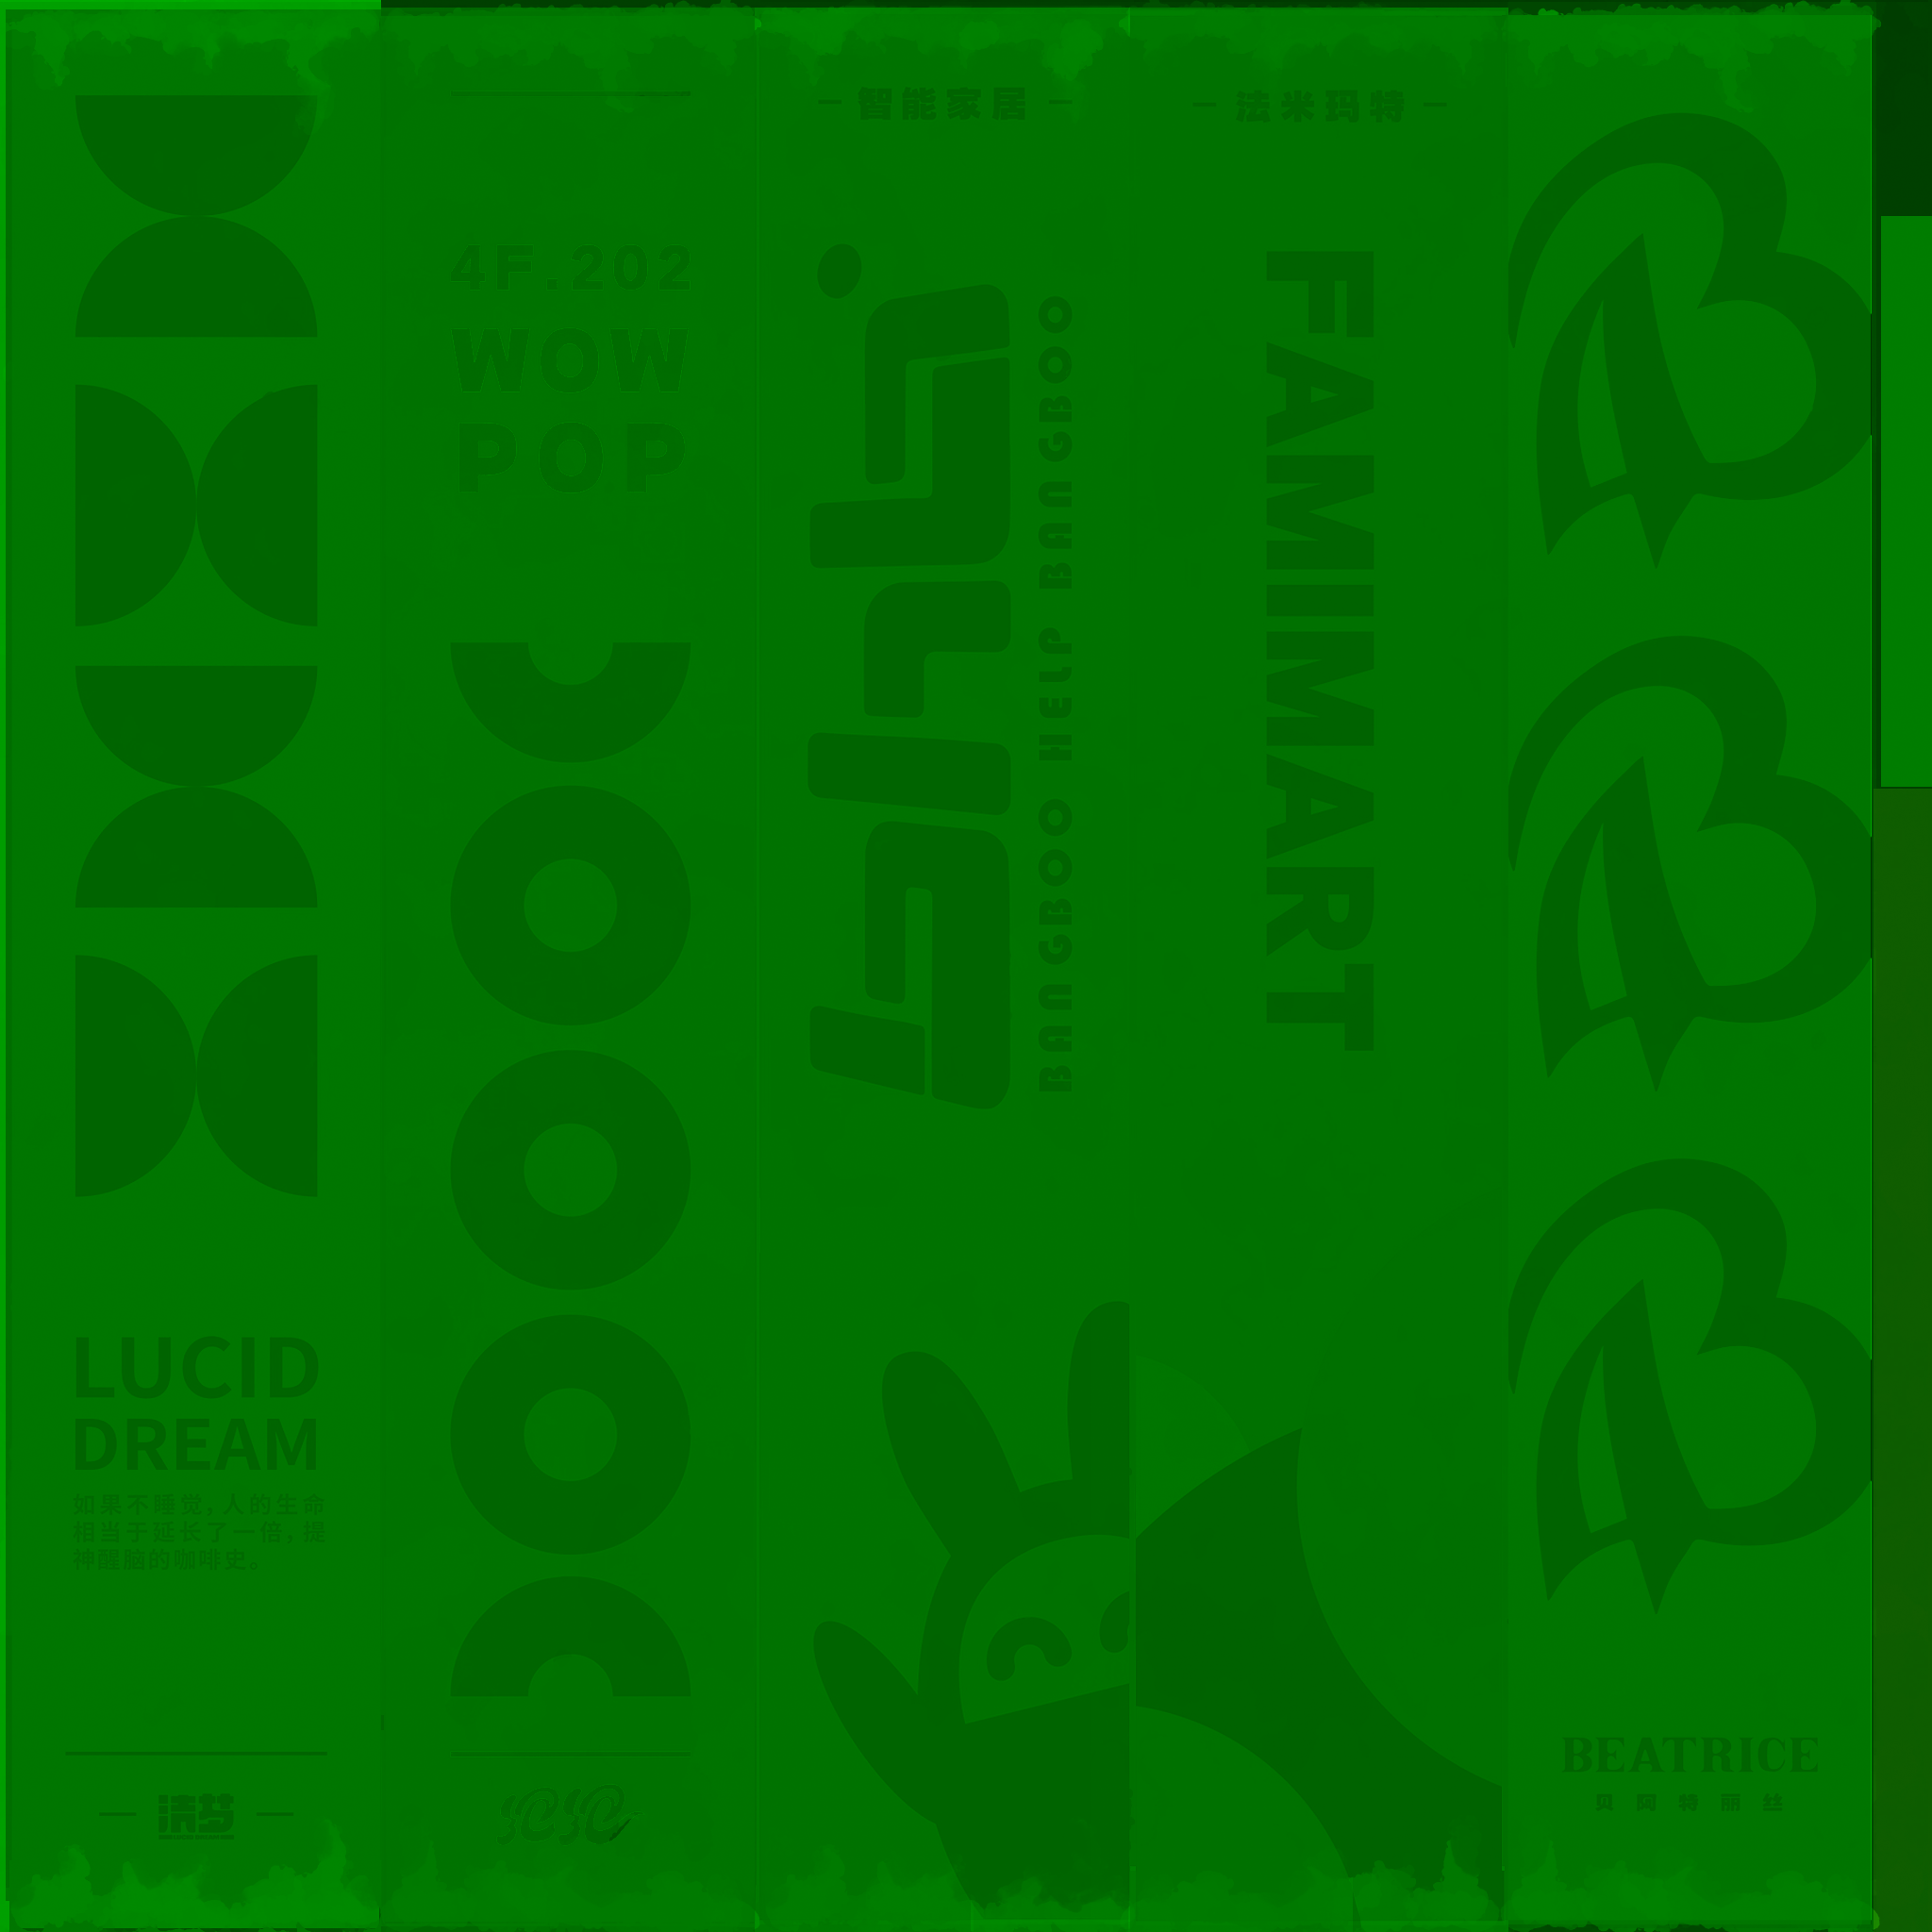 LUCID
DREAM
如果不睡觉,人的生命
相当于延长了一倍,提
神醒脑的咖啡史。
清梦
4F.202
WOW
POP
智能家居
BANGBOO HELP BANGBOO
法米玛特
FAMIMART
BEATRICE
贝阿特丽丝